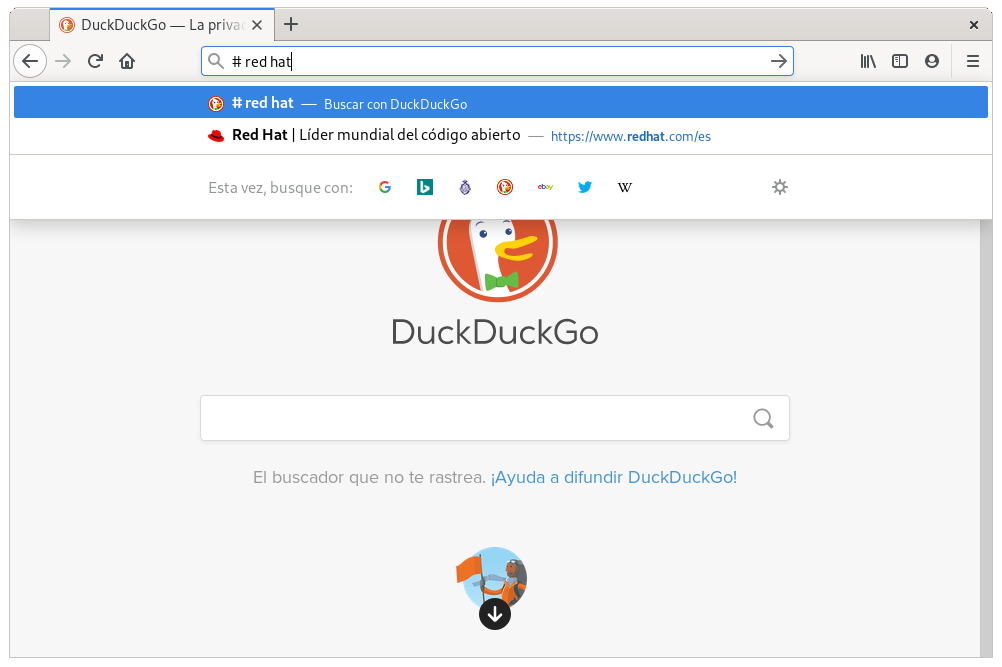 DuckDuckGo — La privac
# red hat
# red hat — Buscar con DuckDuckGo
Red Hat | Líder mundial del código abierto — https://www.redhat.com/es
Esta vez, busque con:
ebay
W
DuckDuckGo
El buscador que no te rastrea. ¡Ayuda a difundir DuckDuckGo!